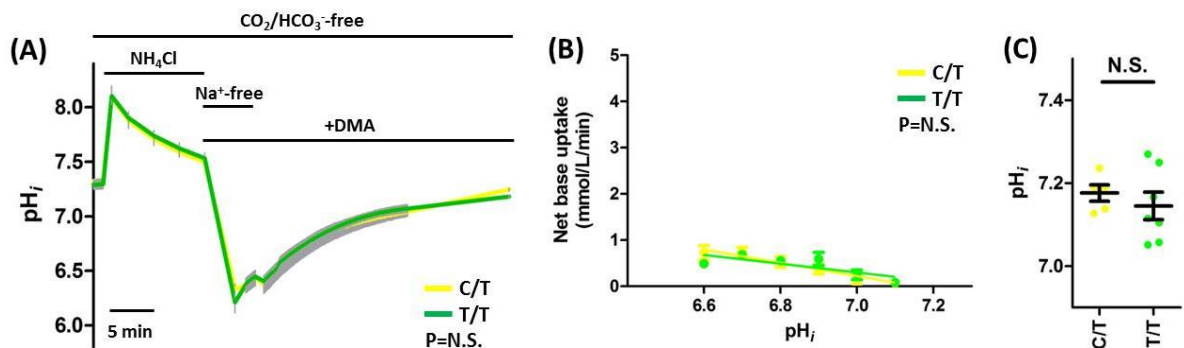 CO₂/HCO₃⁻-free
(A)
NH₄Cl
Na⁺-free
+DMA
pHᵢ
8.0
7.5
7.0
6.5
6.0
5 min
C/T
T/T
P=N.S.
(B)
Net base uptake
(mmol/L/min)
5
4
3
2
1
0
6.6
6.8
7.0
7.2
pHᵢ
C/T
T/T
P=N.S.
(C)
N.S.
pHᵢ
7.4
7.2
7.0
C/T
T/T